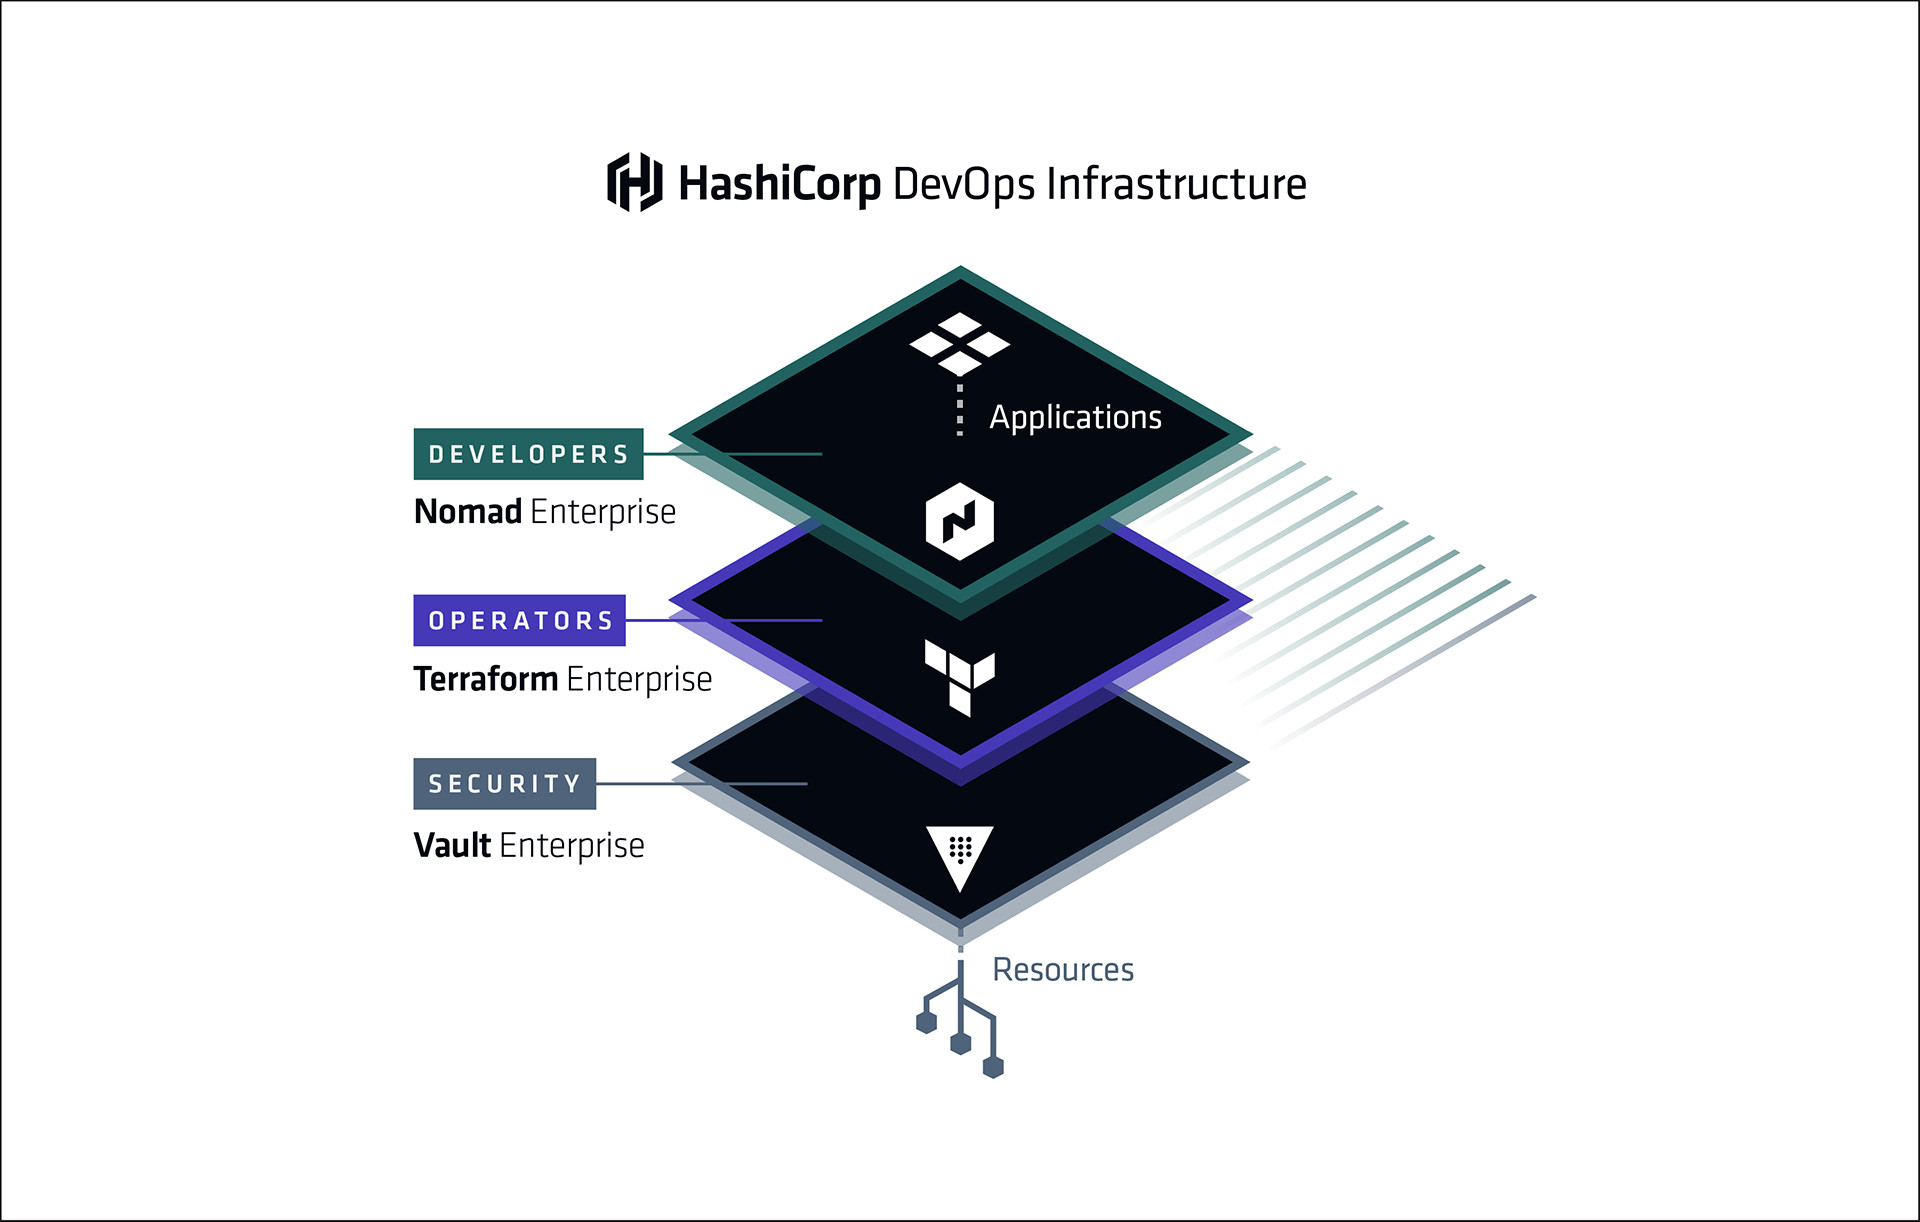 HashiCorp DevOps Infrastructure
Applications
DEVELOPERS
Nomad Enterprise
OPERATORS
Terraform Enterprise
SECURITY
Vault Enterprise
Resources